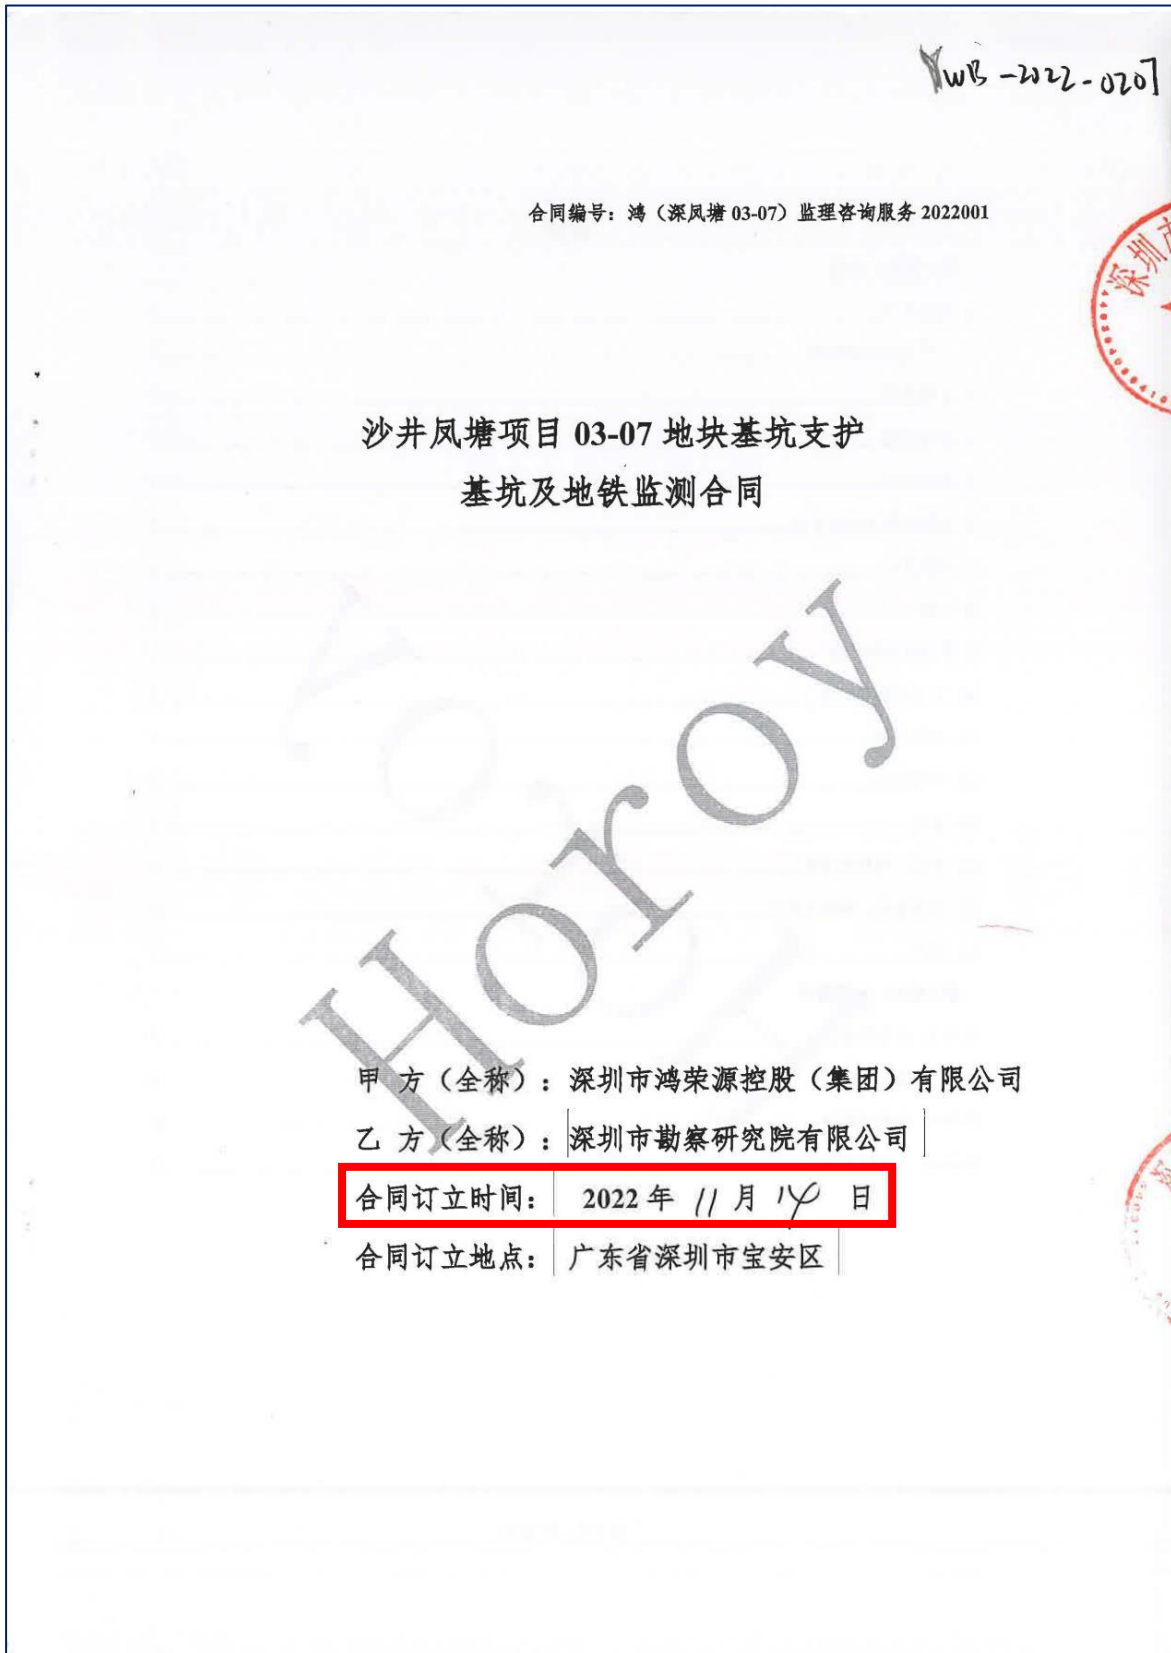 YWB-2022-0207
合同编号：鸿（深凤塘 03-07）监理咨询服务 2022001
深圳市
沙井凤塘项目 03-07 地块基坑支护
基坑及地铁监测合同
Horoy
甲 方（全称）：深圳市鸿荣源控股（集团）有限公司
乙 方（全称）：深圳市勘察研究院有限公司
合同订立时间： 2022 年 11 月 14 日
合同订立地点： 广东省深圳市宝安区